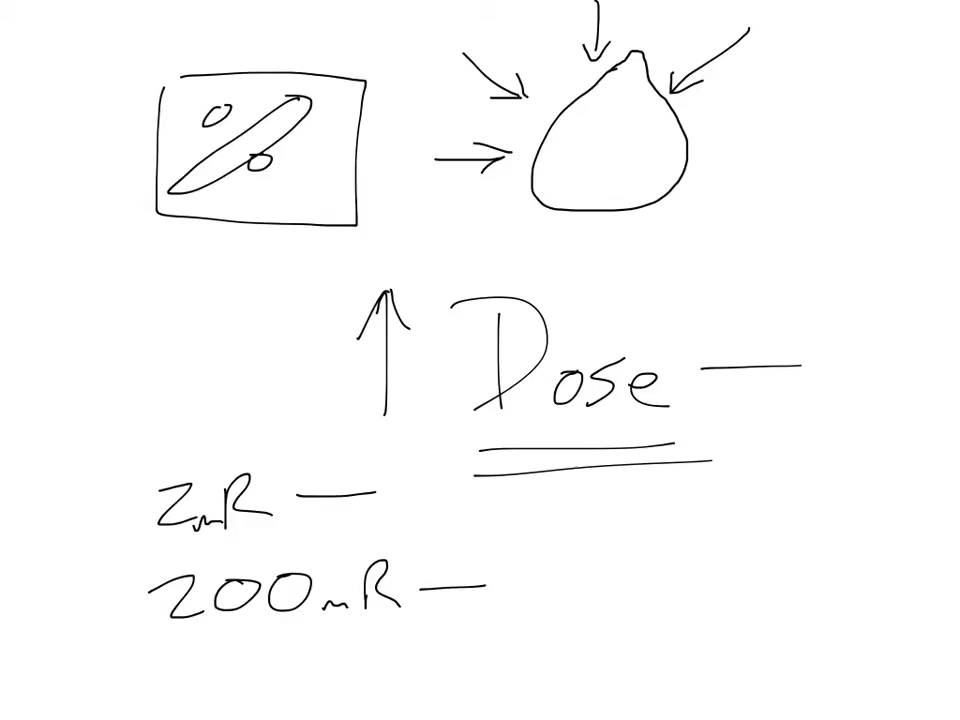 ↑ Dose —
2mR —
200mR —